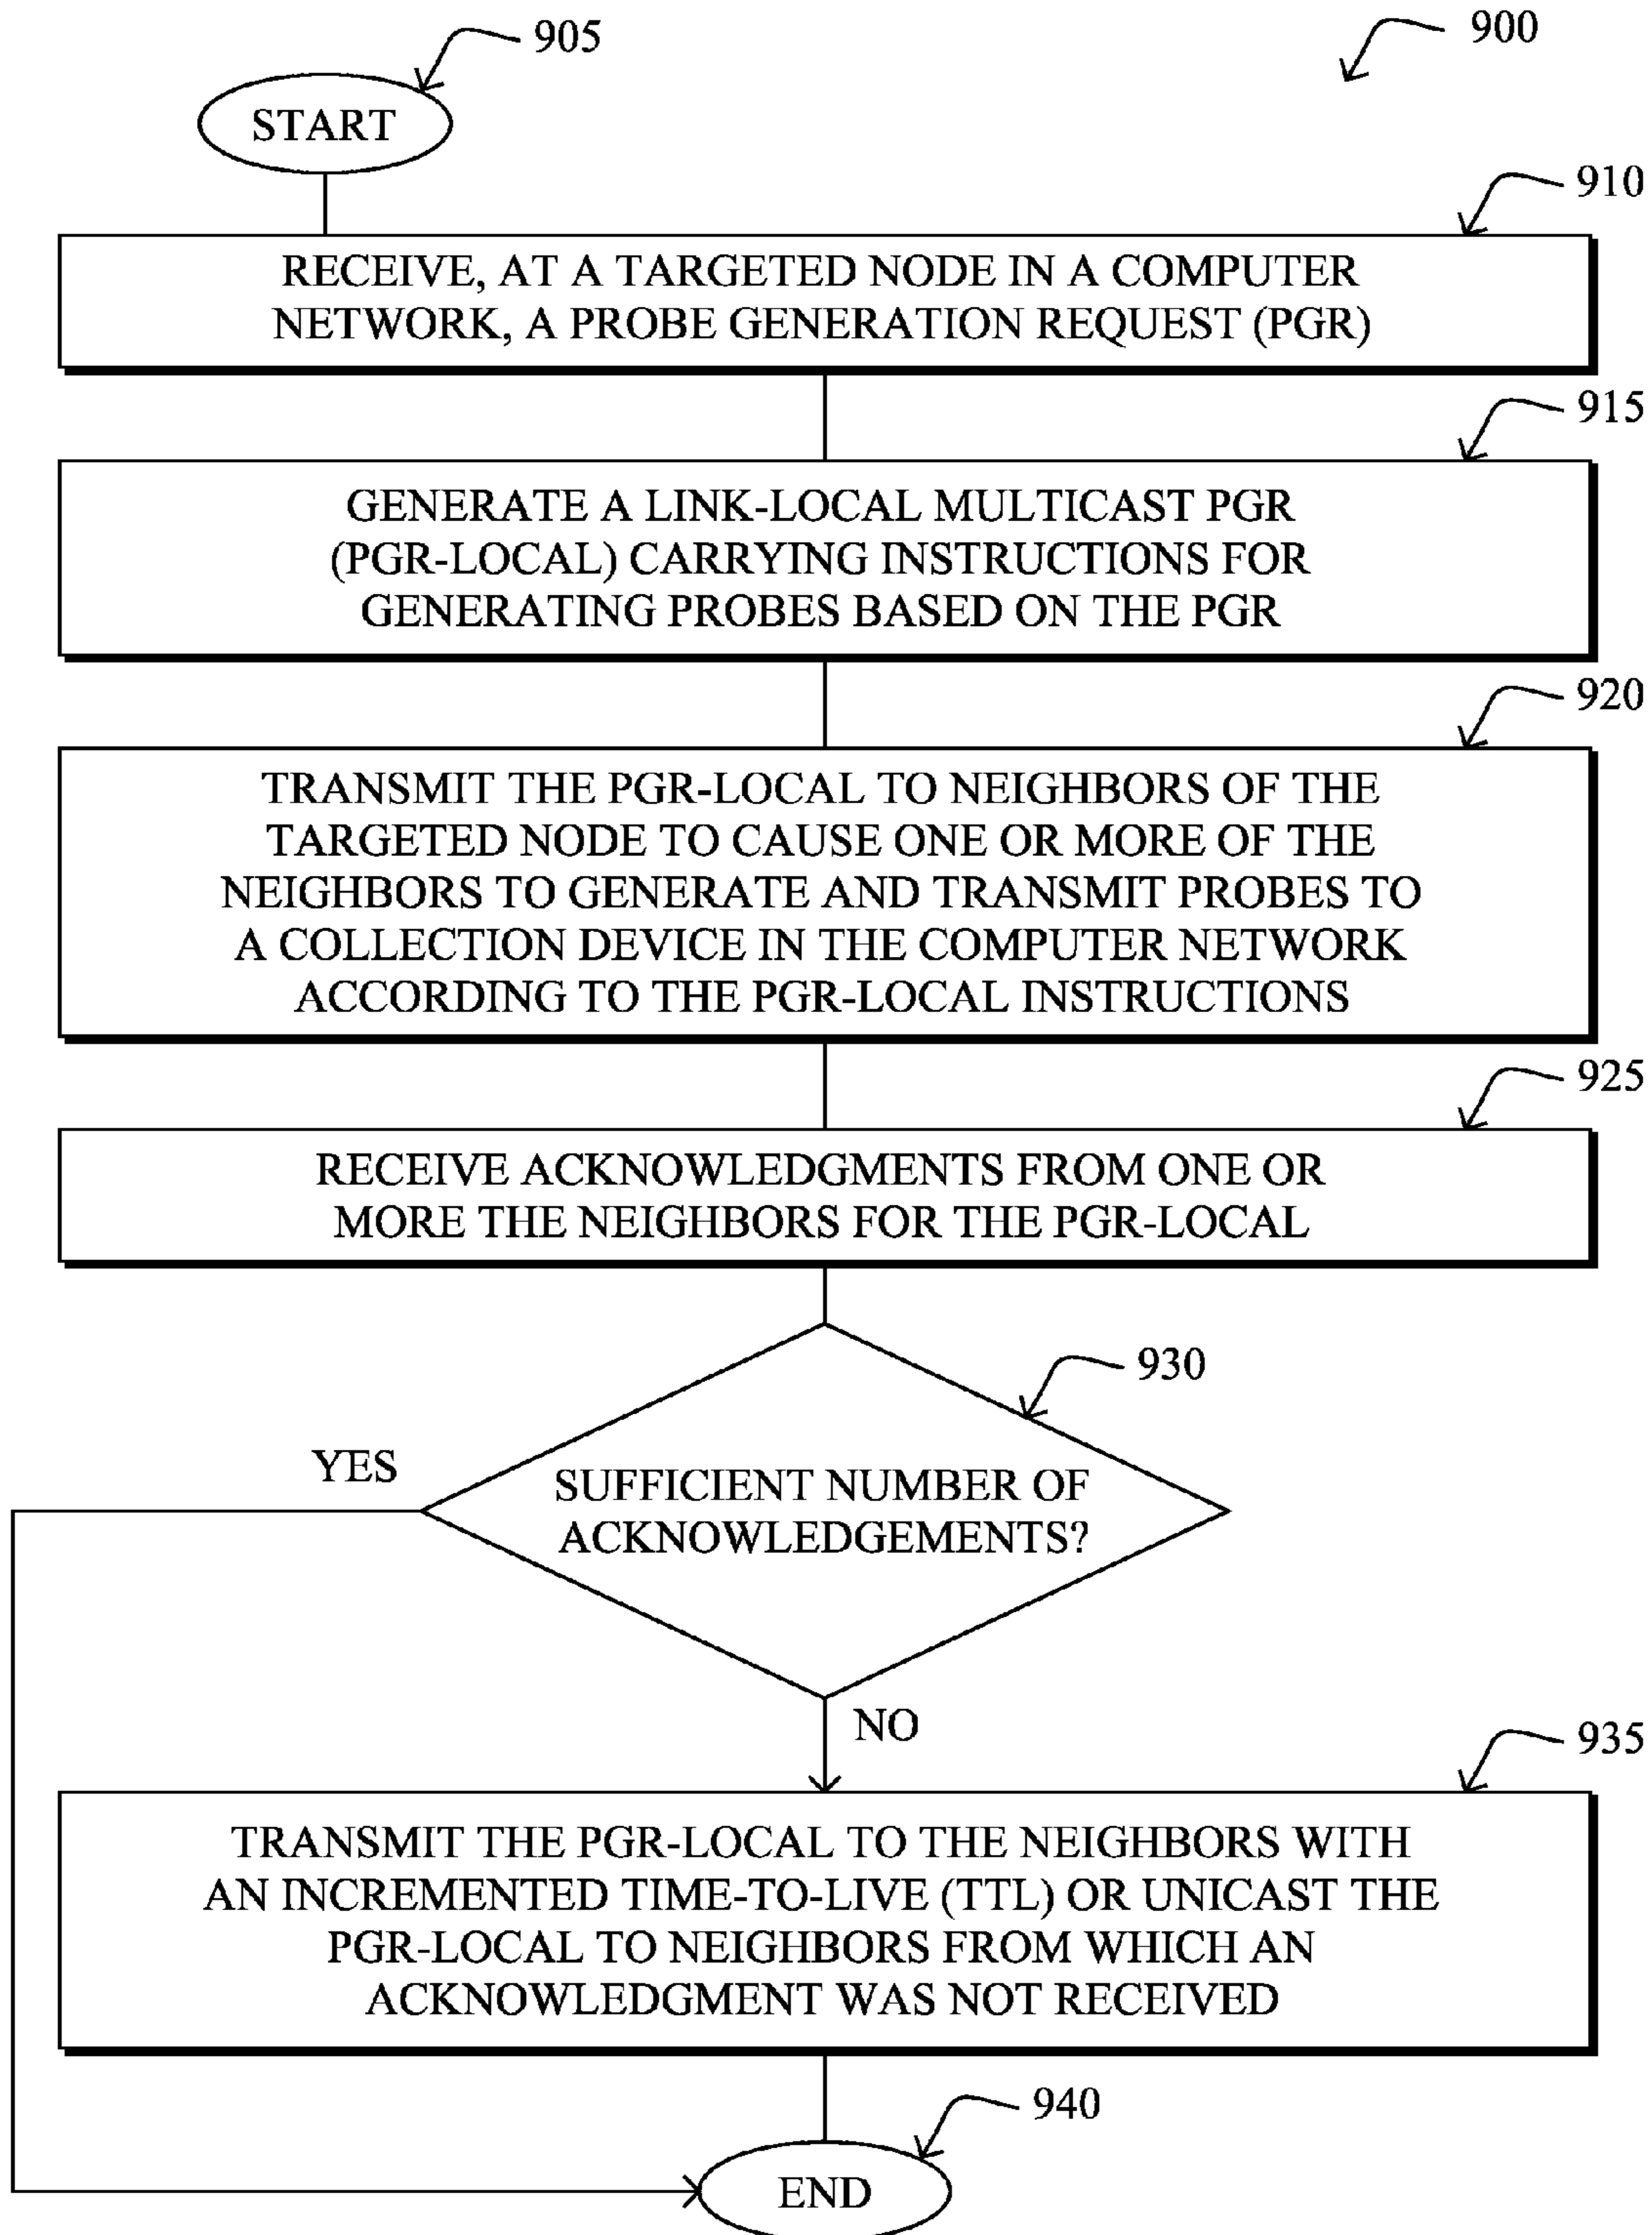 900
905
START
910
RECEIVE, AT A TARGETED NODE IN A COMPUTER
NETWORK, A PROBE GENERATION REQUEST (PGR)
915
GENERATE A LINK-LOCAL MULTICAST PGR
(PGR-LOCAL) CARRYING INSTRUCTIONS FOR
GENERATING PROBES BASED ON THE PGR
920
TRANSMIT THE PGR-LOCAL TO NEIGHBORS OF THE
TARGETED NODE TO CAUSE ONE OR MORE OF THE
NEIGHBORS TO GENERATE AND TRANSMIT PROBES TO
A COLLECTION DEVICE IN THE COMPUTER NETWORK
ACCORDING TO THE PGR-LOCAL INSTRUCTIONS
925
RECEIVE ACKNOWLEDGMENTS FROM ONE OR
MORE THE NEIGHBORS FOR THE PGR-LOCAL
930
YES
SUFFICIENT NUMBER OF
ACKNOWLEDGEMENTS?
NO
935
TRANSMIT THE PGR-LOCAL TO THE NEIGHBORS WITH
AN INCREMENTED TIME-TO-LIVE (TTL) OR UNICAST THE
PGR-LOCAL TO NEIGHBORS FROM WHICH AN
ACKNOWLEDGMENT WAS NOT RECEIVED
940
END